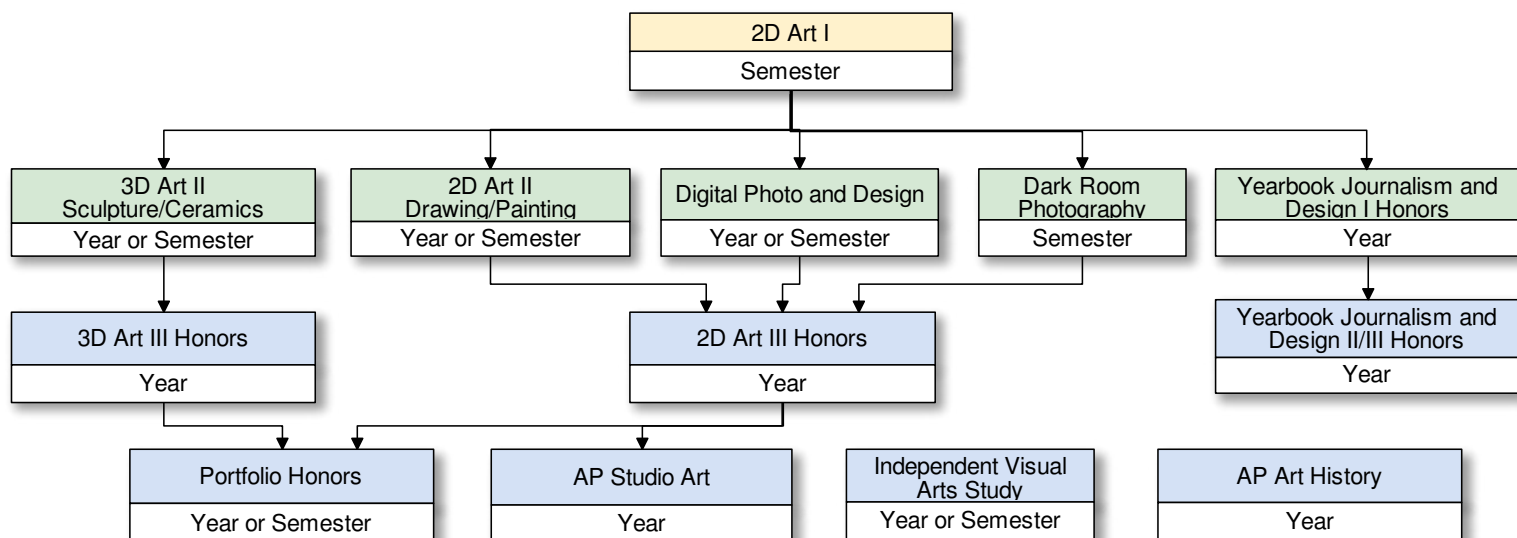 2D Art I
Semester
3D Art II
Sculpture/Ceramics
Year or Semester
2D Art II
Drawing/Painting
Year or Semester
Digital Photo and Design
Year or Semester
Dark Room
Photography
Semester
Yearbook Journalism and
Design I Honors
Year
3D Art III Honors
Year
2D Art III Honors
Year
Yearbook Journalism and
Design II/III Honors
Year
Portfolio Honors
Year or Semester
AP Studio Art
Year
Independent Visual
Arts Study
Year or Semester
AP Art History
Year